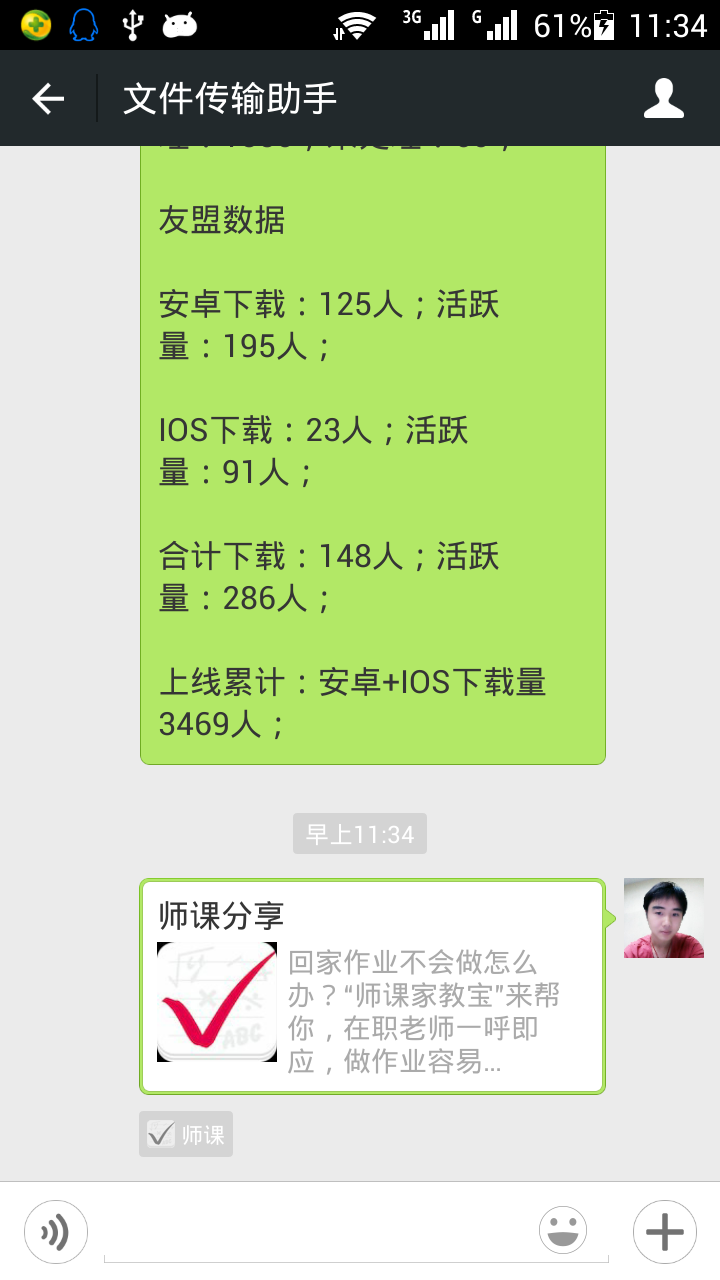 3G G 61% 11:34
文件传输助手
友盟数据
安卓下载：125人；活跃
量：195人；
IOS下载：23人；活跃
量：91人；
合计下载：148人；活跃
量：286人；
上线累计：安卓+IOS下载量
3469人；
早上11:34
师课分享
回家作业不会做怎么
办？“师课家教宝”来帮
你，在职老师一呼即
应，做作业容易...
ABC
师课